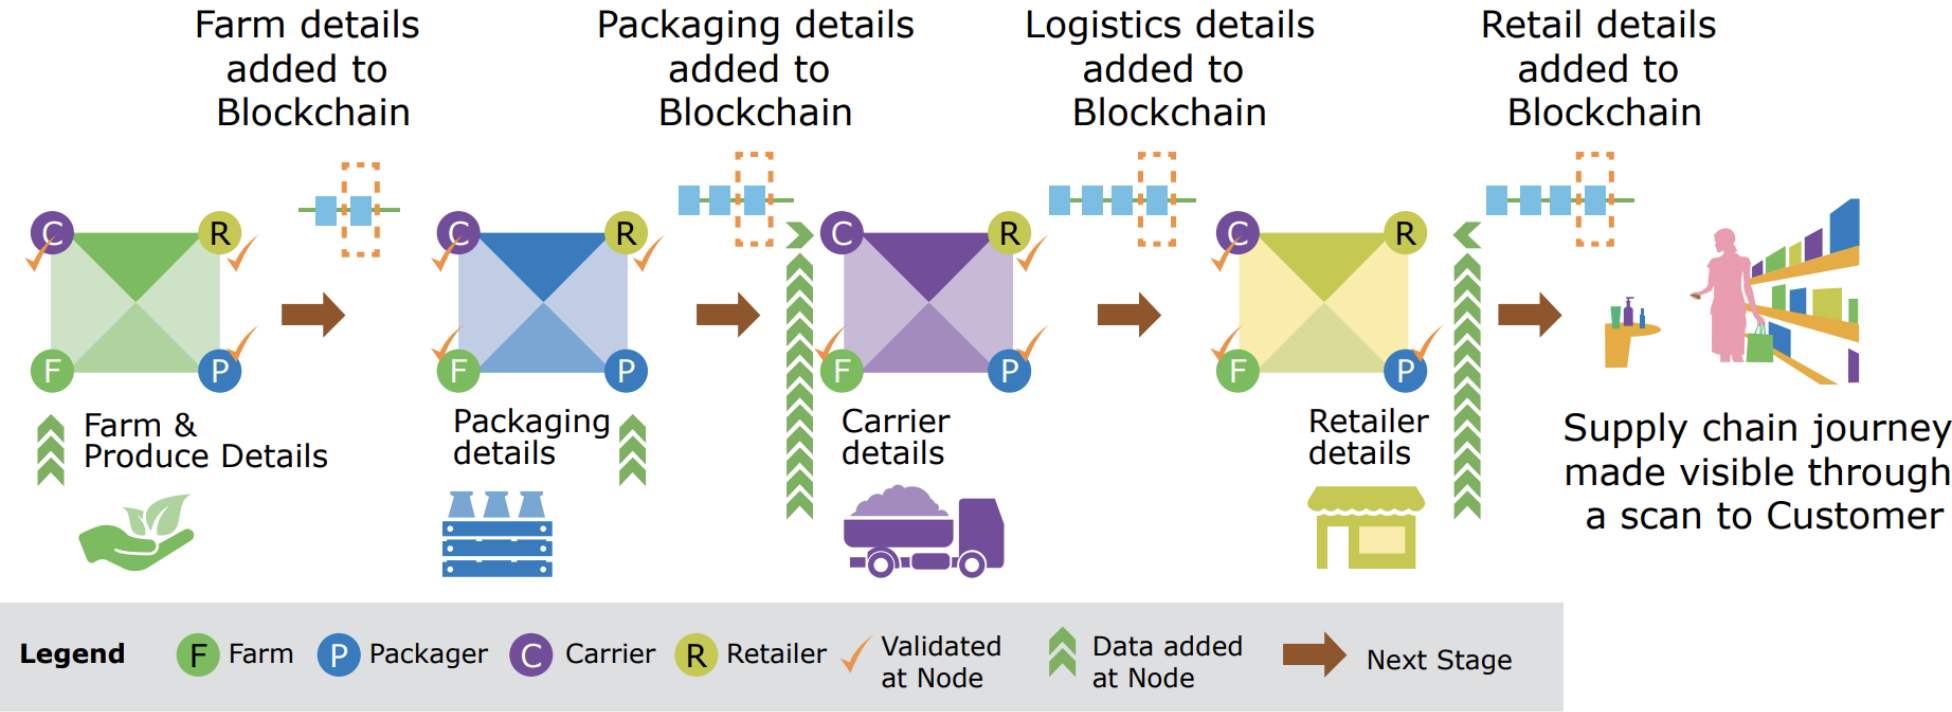 Farm details
added to
Blockchain
Packaging details
added to
Blockchain
Logistics details
added to
Blockchain
Retail details
added to
Blockchain
C
R
F
P
C
R
F
P
C
R
F
P
C
R
F
P
Farm &
Produce Details
Packaging
details
Carrier
details
Retailer
details
Supply chain journey
made visible through
a scan to Customer
Legend
F Farm
P Packager
C Carrier
R Retailer
Validated
at Node
Data added
at Node
Next Stage